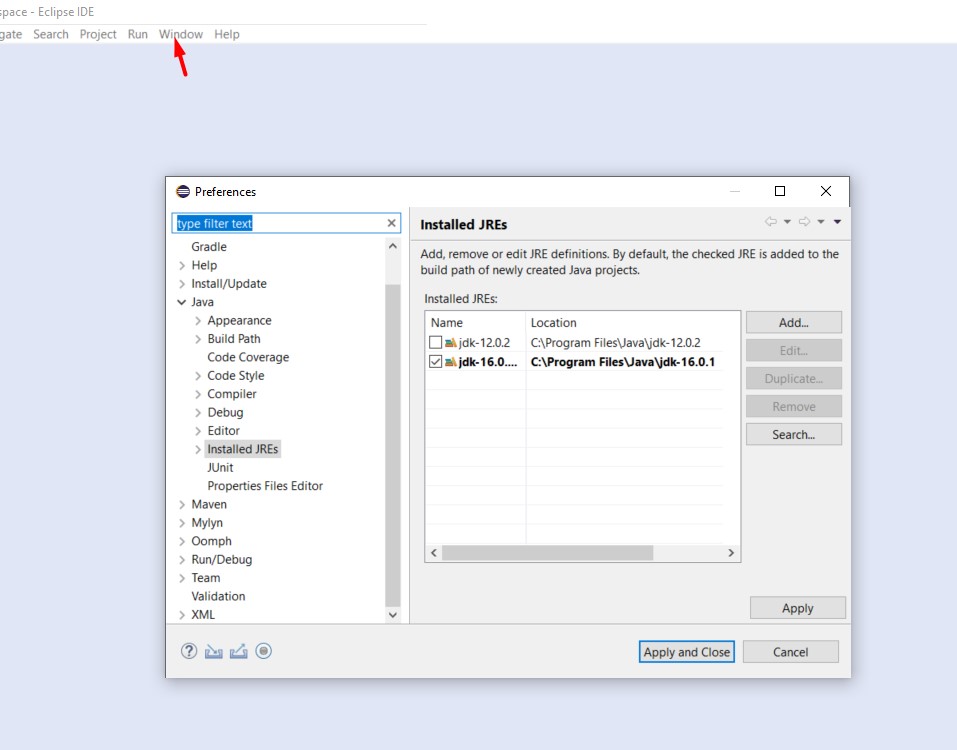 space - Eclipse IDE
gate Search Project Run Window Help
Preferences
type filter text
Gradle
Help
Install/Update
Java
Appearance
Build Path
Code Coverage
Code Style
Compiler
Debug
Editor
Installed JREs
JUnit
Properties Files Editor
Maven
Mylyn
Oomph
Run/Debug
Team
Validation
XML
Installed JREs
Add, remove or edit JRE definitions. By default, the checked JRE is added to the
build path of newly created Java projects.
Installed JREs:
Name Location
jdk-12.0.2 C:\Program Files\Java\jdk-12.0.2
jdk-16.0.... C:\Program Files\Java\jdk-16.0.1
Add...
Edit...
Duplicate...
Remove
Search...
Apply
Apply and Close Cancel